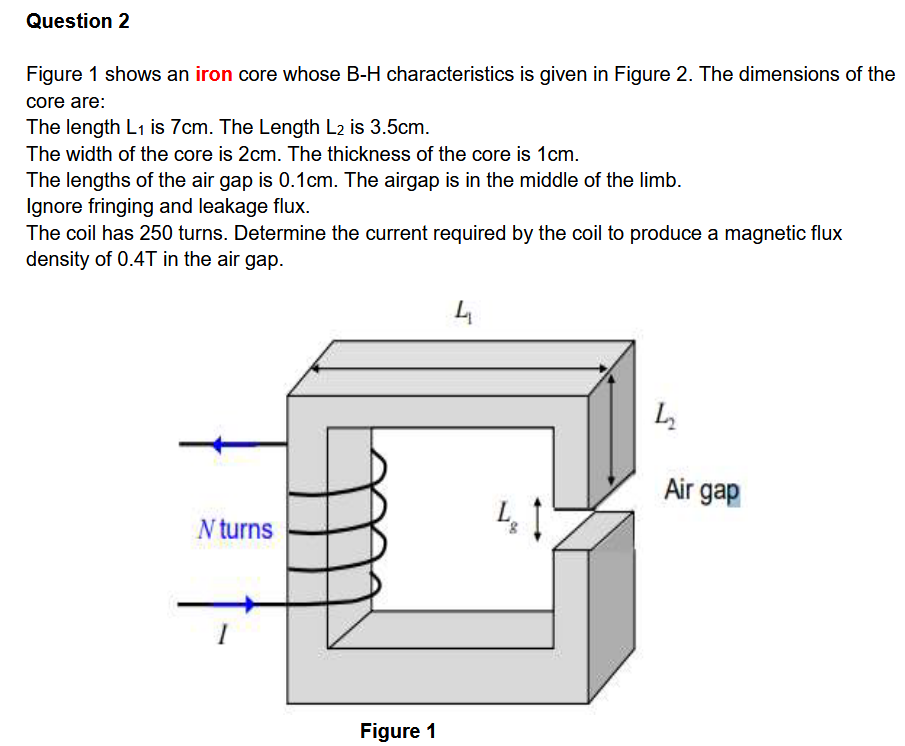 Question 2
Figure 1 shows an iron core whose B-H characteristics is given in Figure 2. The dimensions of the
core are:
The length L₁ is 7cm. The Length L₂ is 3.5cm.
The width of the core is 2cm. The thickness of the core is 1cm.
The lengths of the air gap is 0.1cm. The airgap is in the middle of the limb.
Ignore fringing and leakage flux.
The coil has 250 turns. Determine the current required by the coil to produce a magnetic flux
density of 0.4T in the air gap.
L₁
L₂
Air gap
L_g
N turns
I
Figure 1